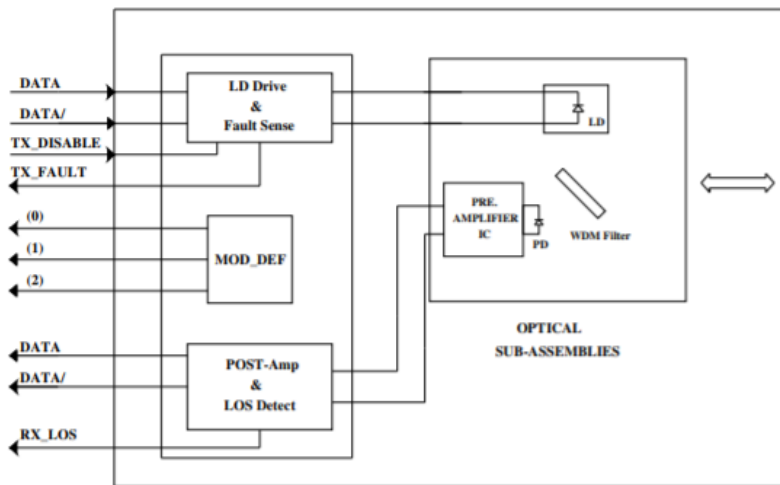 DATA
DATA/
TX_DISABLE
TX_FAULT
(0)
(1)
(2)
DATA
DATA/
RX_LOS
LD Drive
&
Fault Sense
MOD_DEF
POST-Amp
&
LOS Detect
LD
PRE.
AMPLIFIER
IC
PD
WDM Filter
OPTICAL
SUB-ASSEMBLIES